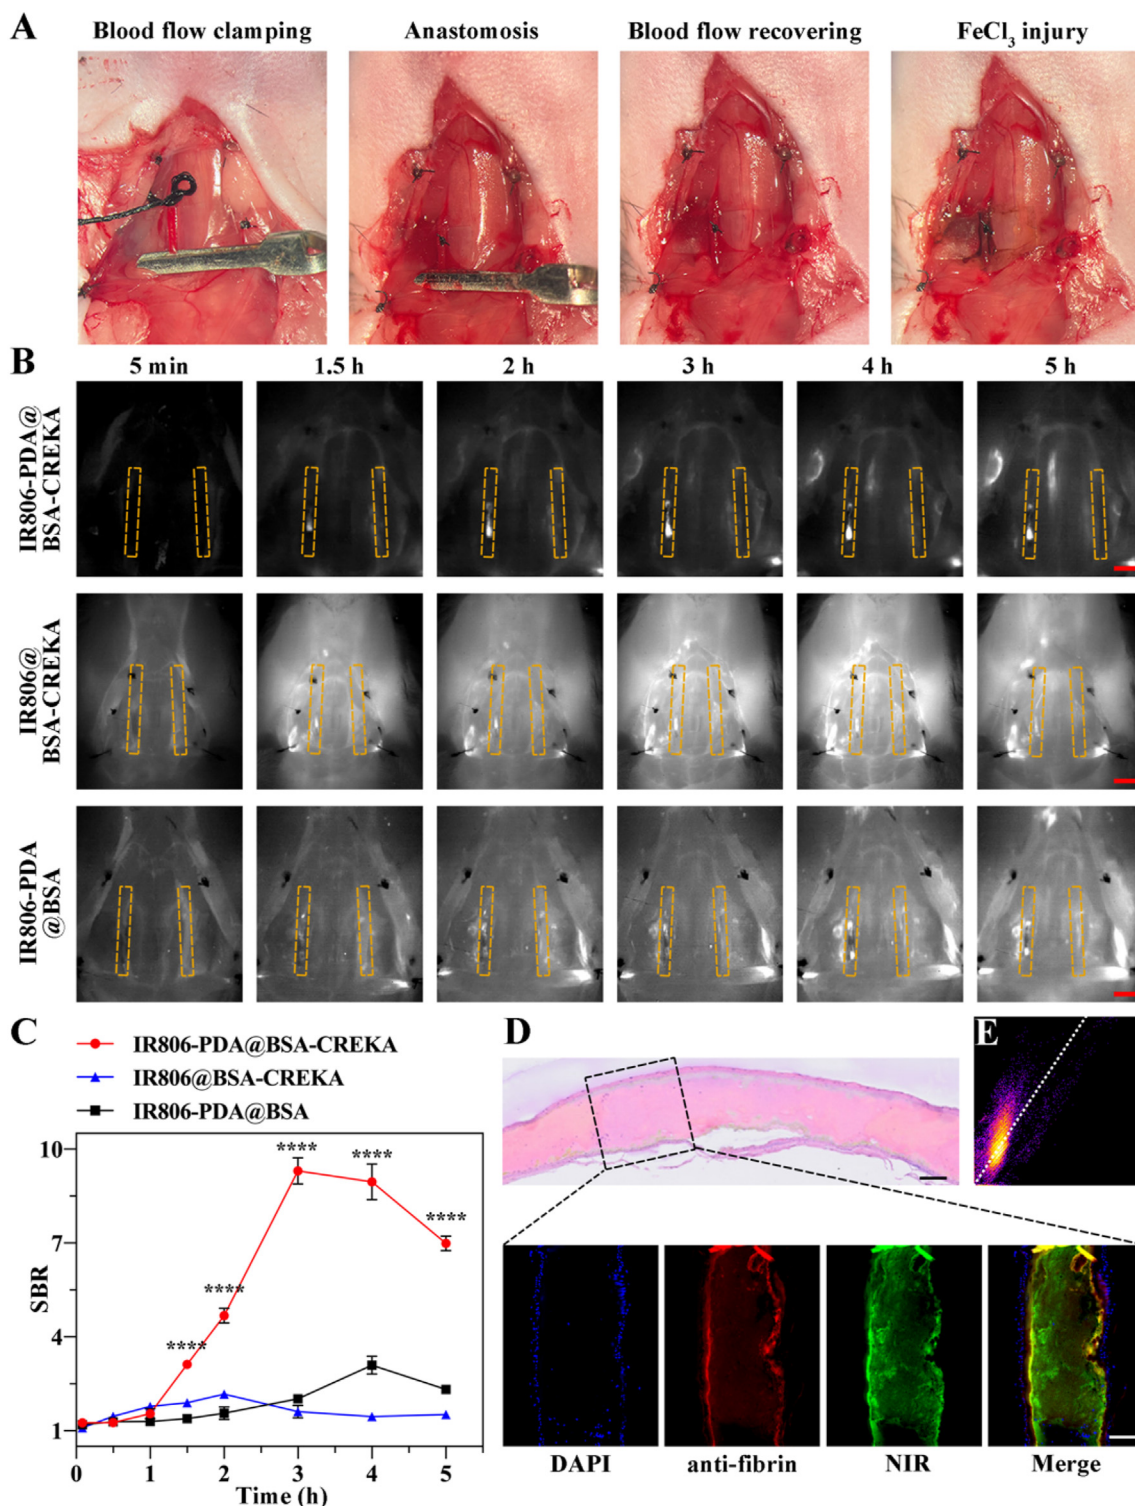 A
Blood flow clamping
Anastomosis
Blood flow recovering
FeCl₃ injury
B
5 min
1.5 h
2 h
3 h
4 h
5 h
IR806-PDA@
BSA-CREKA
IR806@
BSA-CREKA
IR806-PDA
@BSA
C
IR806-PDA@BSA-CREKA
IR806@BSA-CREKA
IR806-PDA@BSA
SBR
10
7
4
1
****
****
****
****
****
0
1
2
3
4
5
Time (h)
D
E
DAPI
anti-fibrin
NIR
Merge